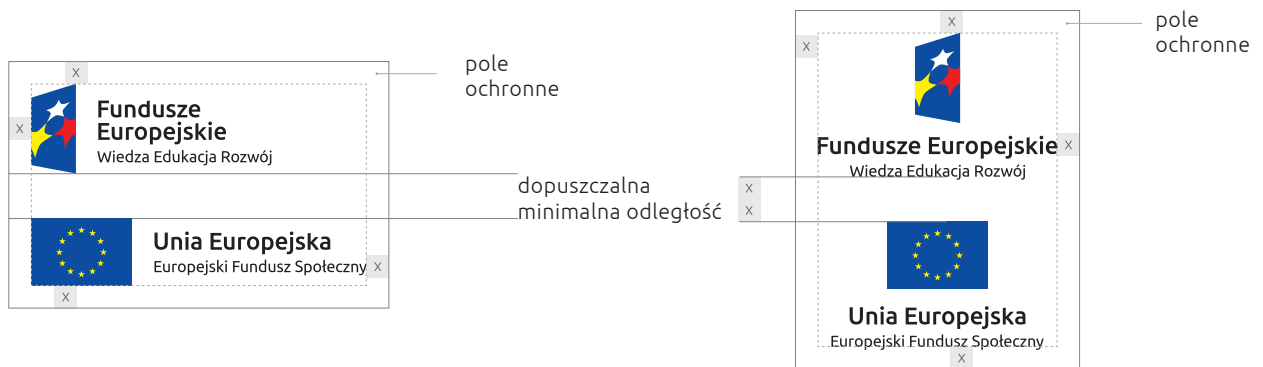 x
pole
ochronne
x
Fundusze
Europejskie
Wiedza Edukacja Rozwój
Unia Europejska
Europejski Fundusz Społeczny
x
x
dopuszczalna
minimalna odległość
x
x
x
pole
ochronne
x
Fundusze Europejskie
x
Wiedza Edukacja Rozwój
Unia Europejska
Europejski Fundusz Społeczny
x